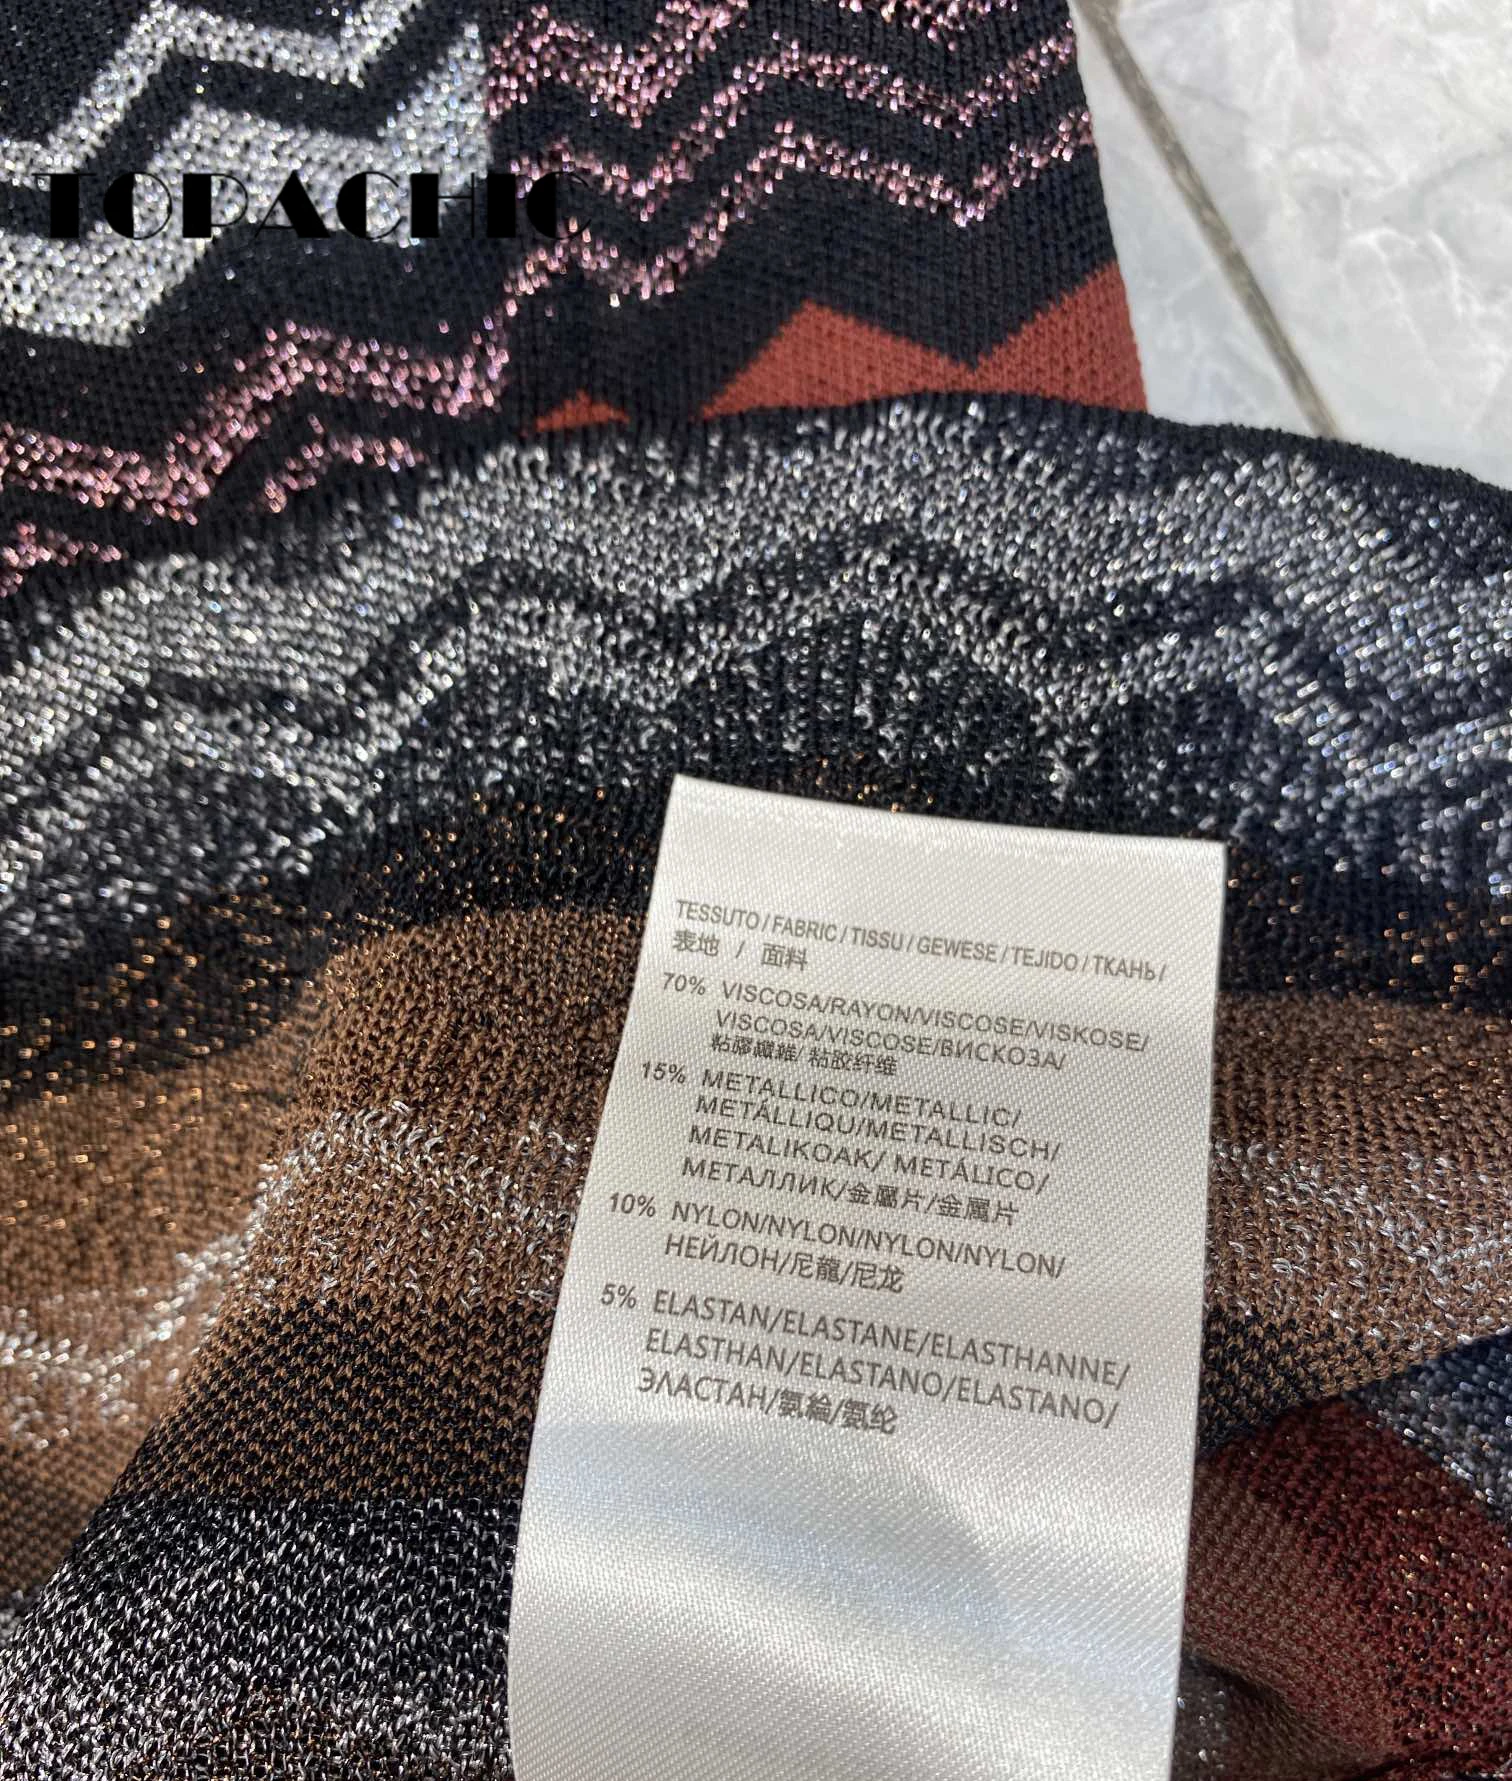 TOPACHIC
TESSUTO/FABRIC/TISSU/GEWESE/TEJIDO/ТКАНЬ/
表地 / 面料
70% VISCOSA/RAYON/VISCOSE/VISKOSE/
VISCOSA/VISCOSE/ВИСКОЗА/
粘膠纖維/粘胶纤维
15% METALLICO/METALLIC/
METÁLLIQU/METALLISCH/
METALIKOAK/ METÁLICO/
МЕТАЛЛИК/金屬片/金屬片
10% NYLON/NYLON/NYLON/NYLON/
НЕЙЛОН/尼龍/尼龙
5% ELASTAN/ELASTANE/ELASTHANNE/
ELASTHAN/ELASTANO/ELASTANO/
ЭЛАСТАН/氨綸/氨纶